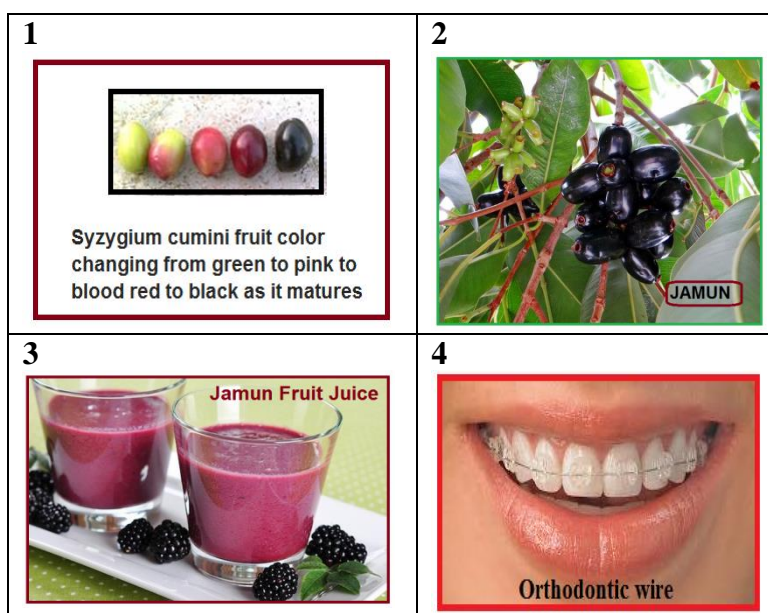 1
Syzygium cumini fruit color
changing from green to pink to
blood red to black as it matures
2
JAMUN
3
Jamun Fruit Juice
4
Orthodontic wire